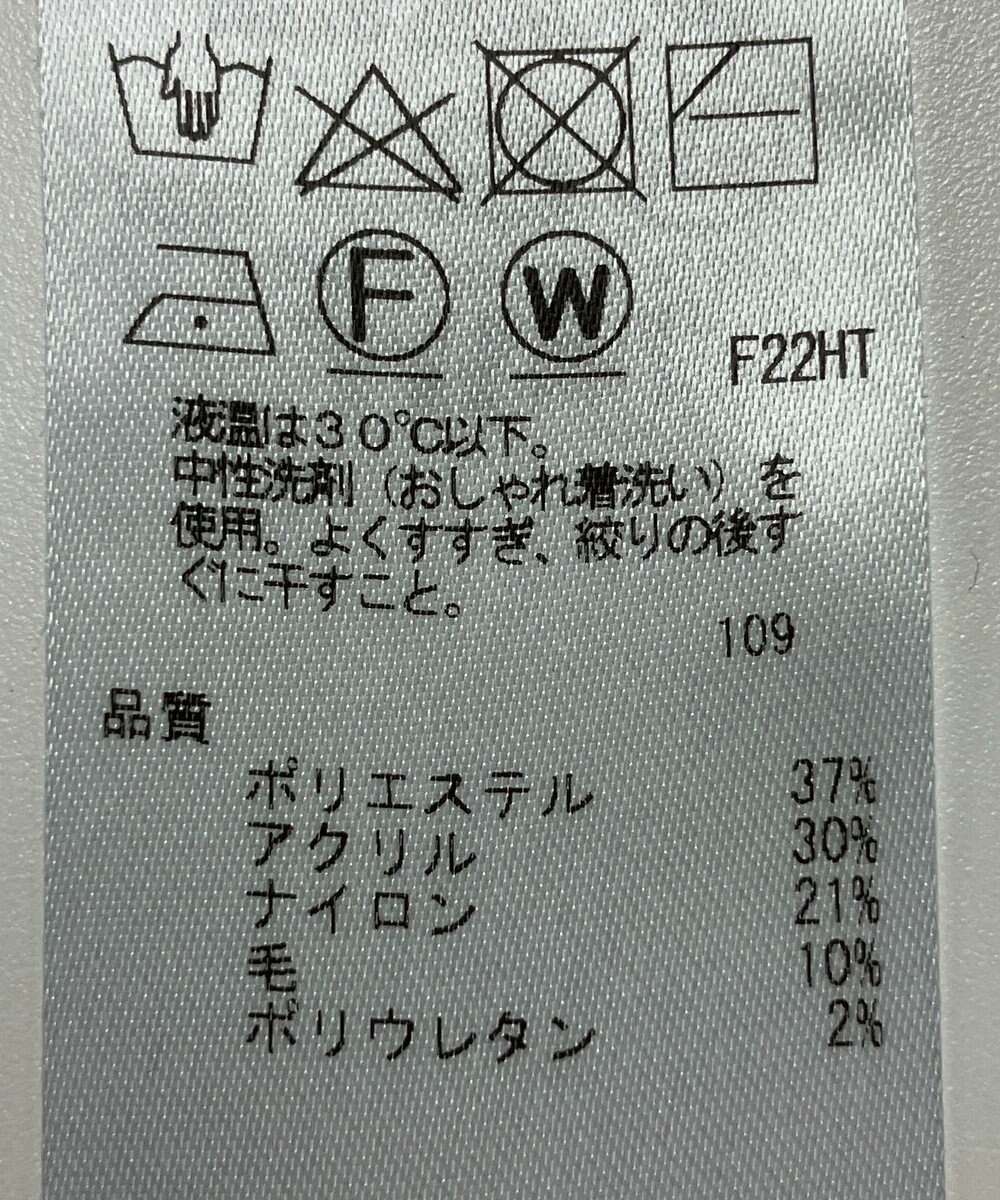 F W F22HT
液温は30℃以下。
中性洗剤（おしゃれ着洗い）を
使用。よくすすぎ、絞りの後す
ぐに干すこと。
109
品質
ポリエステル 37%
アクリル 30%
ナイロン 21%
毛 10%
ポリウレタン 2%